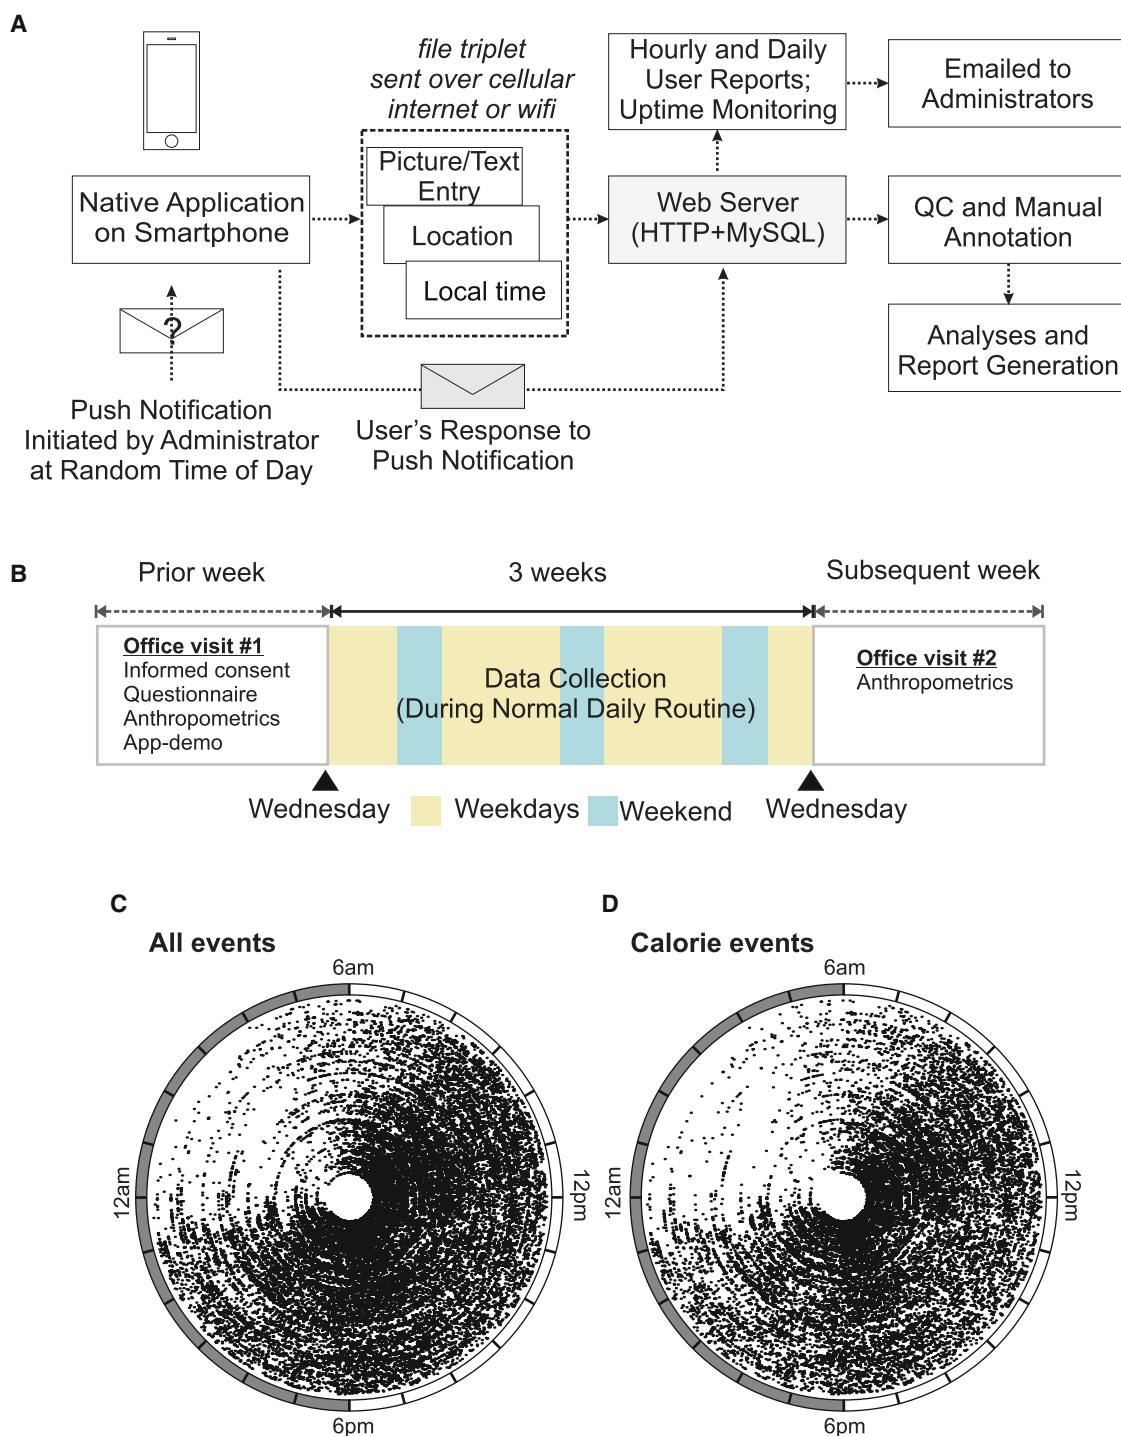 A
file triplet
sent over cellular
internet or wifi
Hourly and Daily
User Reports;
Uptime Monitoring
Emailed to
Administrators
Native Application
on Smartphone
Picture/Text
Entry
Location
Local time
Web Server
(HTTP+MySQL)
QC and Manual
Annotation
Analyses and
Report Generation
?
Push Notification
Initiated by Administrator
at Random Time of Day
User's Response to
Push Notification
B
Prior week
3 weeks
Subsequent week
Office visit #1
Informed consent
Questionnaire
Anthropometrics
App-demo
Data Collection
(During Normal Daily Routine)
Office visit #2
Anthropometrics
Wednesday
Weekdays
Weekend
Wednesday
C
All events
6am
12am
12pm
6pm
D
Calorie events
6am
12am
12pm
6pm